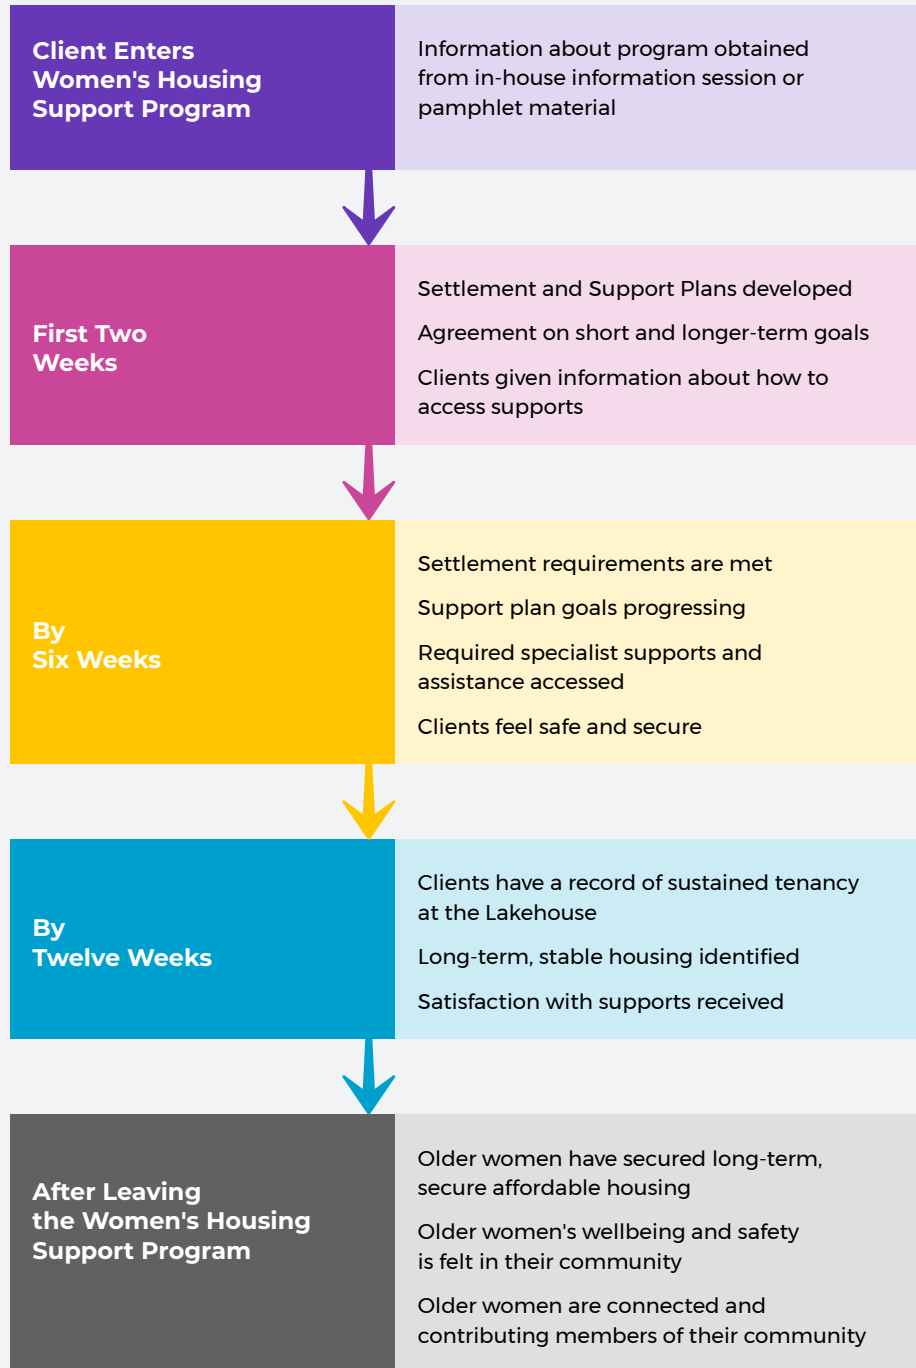 Client Enters
Women's Housing
Support Program
Information about program obtained
from in-house information session or
pamphlet material
First Two
Weeks
Settlement and Support Plans developed
Agreement on short and longer-term goals
Clients given information about how to
access supports
By
Six Weeks
Settlement requirements are met
Support plan goals progressing
Required specialist supports and
assistance accessed
Clients feel safe and secure
By
Twelve Weeks
Clients have a record of sustained tenancy
at the Lakehouse
Long-term, stable housing identified
Satisfaction with supports received
After Leaving
the Women's Housing
Support Program
Older women have secured long-term,
secure affordable housing
Older women's wellbeing and safety
is felt in their community
Older women are connected and
contributing members of their community